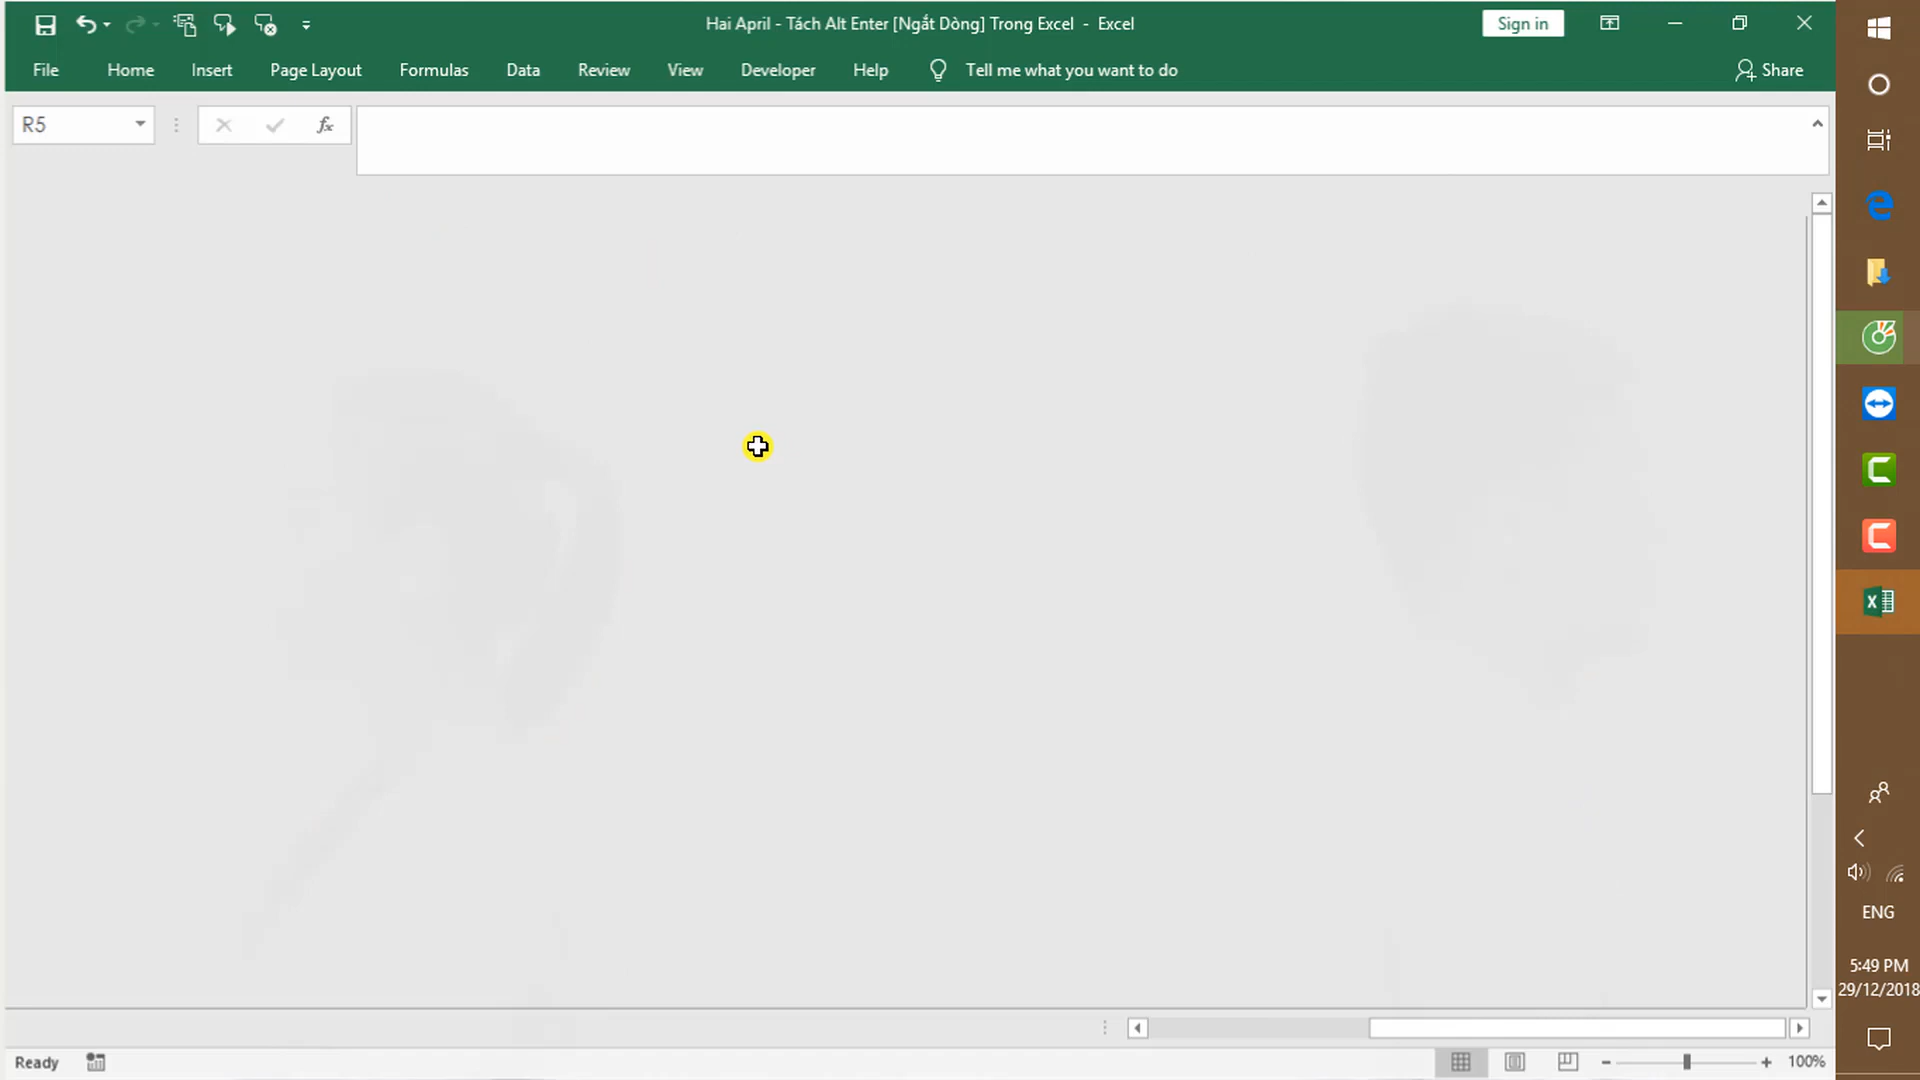 Hai April - Tách Alt Enter [Ngắt Dòng] Trong Excel - Excel
Sign in
File Home Insert Page Layout Formulas Data Review View Developer Help Tell me what you want to do Share
R5 fx
Ready 100%
ENG
5:49 PM
29/12/2018